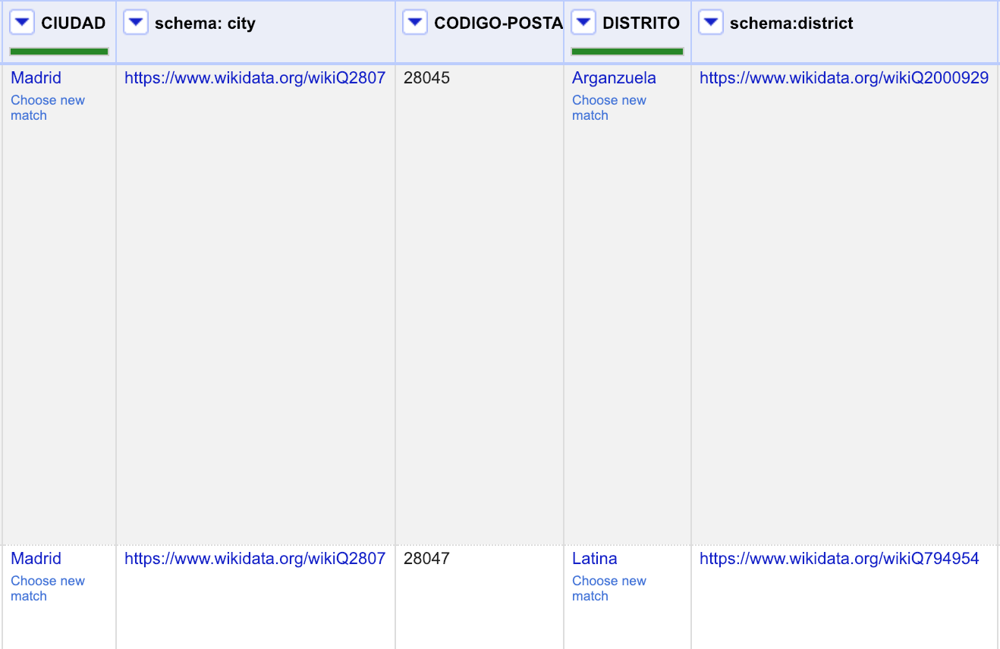 CIUDAD schema: city CODIGO-POSTA DISTRITO schema:district
Madrid https://www.wikidata.org/wikiQ2807 28045 Arganzuela https://www.wikidata.org/wikiQ2000929
Choose new Choose new
match match
Madrid https://www.wikidata.org/wikiQ2807 28047 Latina https://www.wikidata.org/wikiQ794954
Choose new Choose new
match match